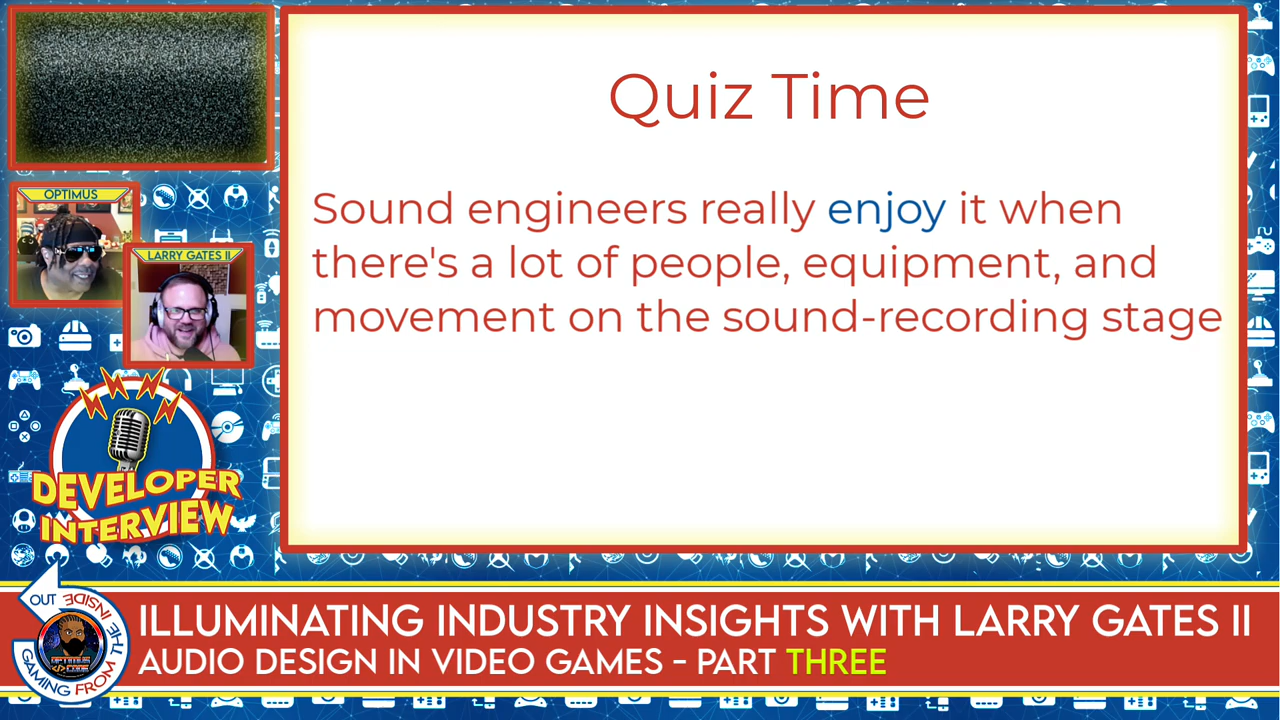 Quiz Time
Sound engineers really enjoy it when
there's a lot of people, equipment, and
movement on the sound-recording stage
OPTIMUS
LARRY GATES II
DEVELOPER
INTERVIEW
GAMING FROM THE INSIDE OUT
ILLUMINATING INDUSTRY INSIGHTS WITH LARRY GATES II
AUDIO DESIGN IN VIDEO GAMES - PART THREE